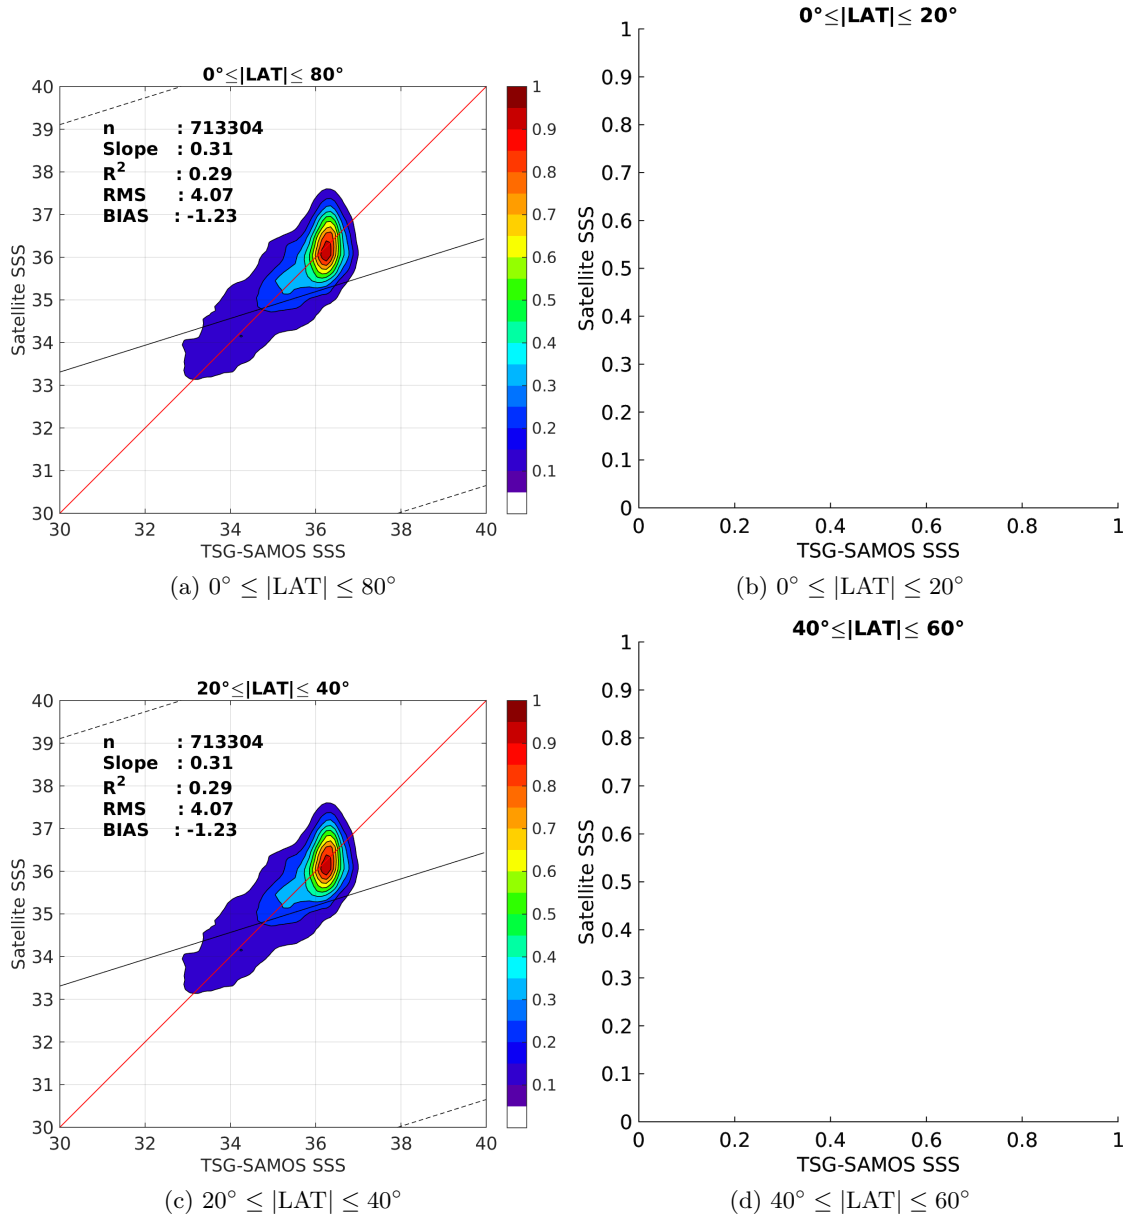 0°≤|LAT|≤ 80°
n : 713304
Slope : 0.31
R² : 0.29
RMS : 4.07
BIAS : -1.23
40
39
38
37
36
35
34
33
32
31
30
30 32 34 36 38 40
Satellite SSS
TSG-SAMOS SSS
1
0.9
0.8
0.7
0.6
0.5
0.4
0.3
0.2
0.1
(a) 0° ≤ |LAT| ≤ 80°
0°≤|LAT|≤ 20°
1
0.9
0.8
0.7
0.6
0.5
0.4
0.3
0.2
0.1
0
0 0.2 0.4 0.6 0.8 1
Satellite SSS
TSG-SAMOS SSS
(b) 0° ≤ |LAT| ≤ 20°
20°≤|LAT|≤ 40°
n : 713304
Slope : 0.31
R² : 0.29
RMS : 4.07
BIAS : -1.23
40
39
38
37
36
35
34
33
32
31
30
30 32 34 36 38 40
Satellite SSS
TSG-SAMOS SSS
1
0.9
0.8
0.7
0.6
0.5
0.4
0.3
0.2
0.1
(c) 20° ≤ |LAT| ≤ 40°
40°≤|LAT|≤ 60°
1
0.9
0.8
0.7
0.6
0.5
0.4
0.3
0.2
0.1
0
0 0.2 0.4 0.6 0.8 1
Satellite SSS
TSG-SAMOS SSS
(d) 40° ≤ |LAT| ≤ 60°